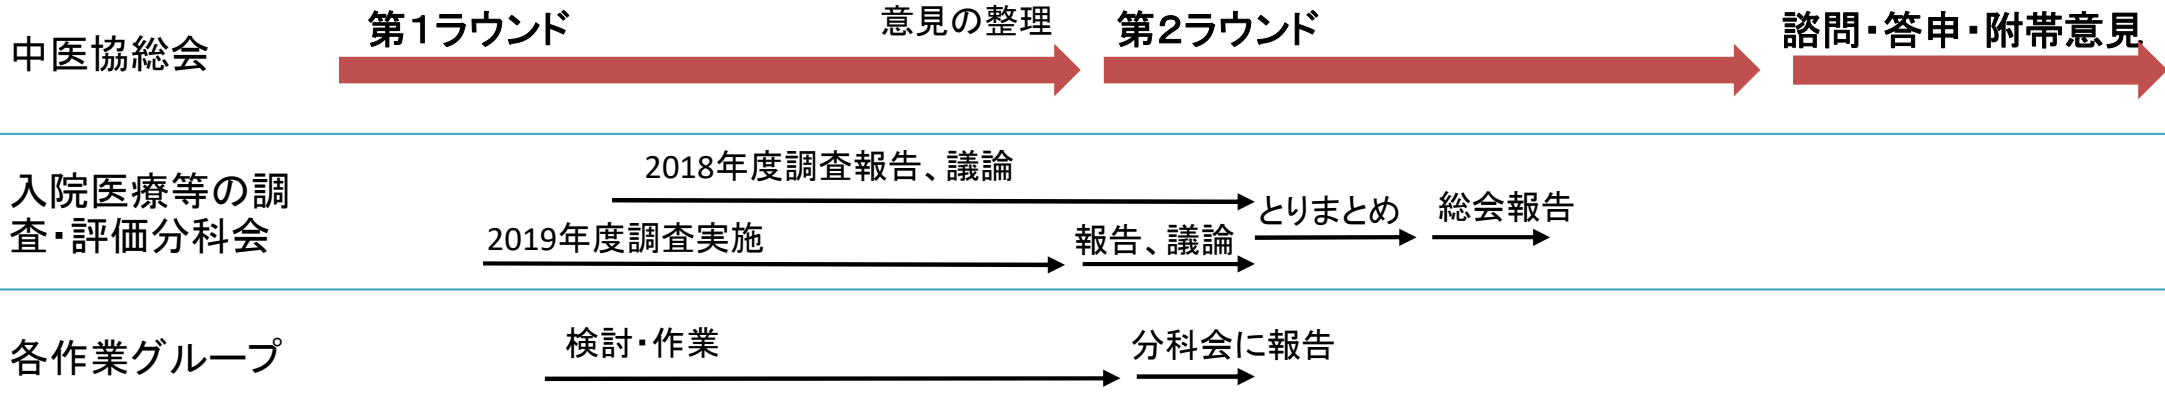 中医協総会
第１ラウンド
意見の整理
第２ラウンド
諮問・答申・附帯意見
入院医療等の調
査・評価分科会
2018年度調査報告、議論
2019年度調査実施
報告、議論
とりまとめ
総会報告
各作業グループ
検討・作業
分科会に報告